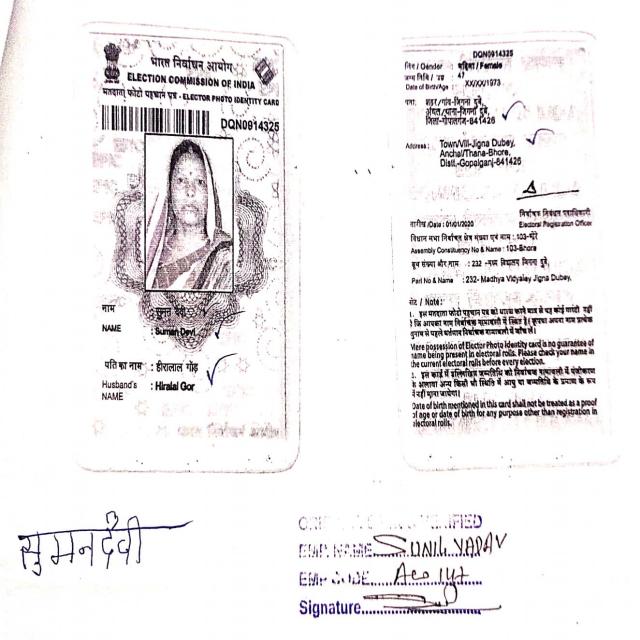 भारत निर्वाचन आयोग
ELECTION COMMISSION OF INDIA
मतदाता फोटो पहचान पत्र - ELECTOR PHOTO IDENTITY CARD
DQN0914325
नाम : सुमन देवी
NAME : Suman Devi
पति का नाम : हीरालाल गोंड़
Husband's : Hiralal Gor
NAME
DQN0914325
लिंग / Gender : महिला / Female
जन्म तिथि / उम्र 47
Date of Birth/Age : XX/XX/1973
पता: शहर/गांव-जिगना दुबे,
अंचल/थाना-जिगना दुबे,
जिला-गोपालगंज-841426
Address : Town/Vill-Jigna Dubey,
Anchal/Thana-Bhore,
Distt.-Gopalganj-841426
निर्वाचक निबंधन पदाधिकारी
Electoral Registration Officer
तारीख /Date : 01/01/2020
विधान सभा निर्वाचन क्षेत्र संख्या एवं नाम : 103-भोरे
Assembly Constituency No & Name : 103-Bhore
बूथ संख्या और नाम : 232 -मध्य विद्यालय जिगना दुबे,
Part No & Name : 232- Madhya Vidyalay Jigna Dubey,
नोट / Note:
1. इस मतदाता फोटो पहचान पत्र को धारण करने मात्र से यह कोई गारंटी नहीं
है कि आपका नाम निर्वाचक नामावली में स्थित है। कृपया अपना नाम प्रत्येक
चुनाव से पहले वर्तमान निर्वाचक नामावली में जाँच लें।
Mere possession of Elector Photo Identity card is no guarantee of
name being present in electoral rolls. Please check your name in
the current electoral rolls before every election.
2. इस कार्ड में उल्लिखित जन्मतिथि को निर्वाचक नामावली में पंजीकरण
के अलावा अन्य किसी भी स्थिति में आयु या जन्मतिथि के प्रमाण के रूप
में नहीं माना जायेगा।
Date of birth mentioned in this card shall not be treated as a proof
of age or date of birth for any purpose other than registration in
electoral rolls.
सुमन देवी
VERIFIED
EMP. NAME SUNIL YADAV
EMP CODE
Signature